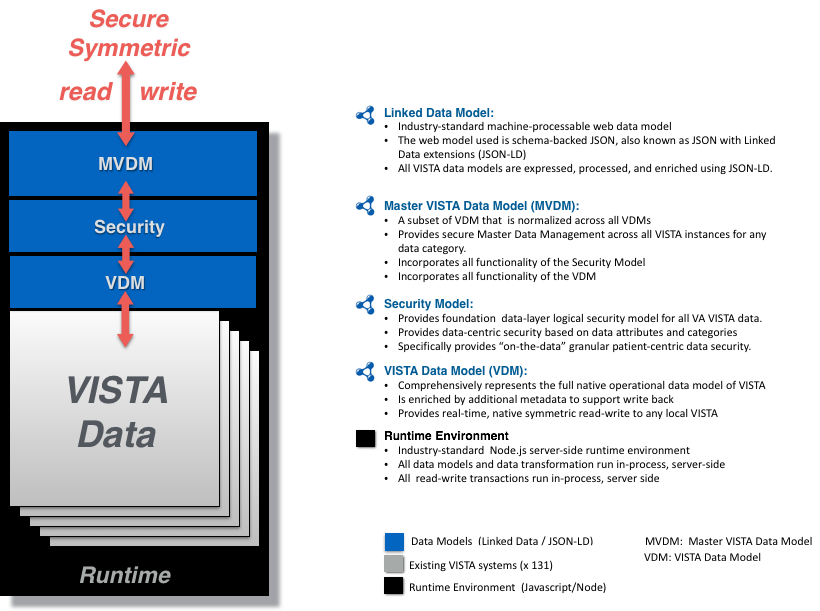 Secure
Symmetric
read write
MVDM
Security
VDM
VISTA
Data
Runtime
Linked Data Model:
• Industry-standard machine-processable web data model
• The web model used is schema-backed JSON, also known as JSON with Linked
Data extensions (JSON-LD)
• All VISTA data models are expressed, processed, and enriched using JSON-LD.
Master VISTA Data Model (MVDM):
• A subset of VDM that is normalized across all VDMs
• Provides secure Master Data Management across all VISTA instances for any
data category.
• Incorporates all functionality of the Security Model
• Incorporates all functionality of the VDM
Security Model:
• Provides foundation data-layer logical security model for all VA VISTA data.
• Provides data-centric security based on data attributes and categories
• Specifically provides “on-the-data” granular patient-centric data security.
VISTA Data Model (VDM):
• Comprehensively represents the full native operational data model of VISTA
• Is enriched by additional metadata to support write back
• Provides real-time, native symmetric read-write to any local VISTA
Runtime Environment
• Industry-standard Node.js server-side runtime environment
• All data models and data transformation run in-process, server-side
• All read-write transactions run in-process, server side
Data Models (Linked Data / JSON-LD)
Existing VISTA systems (x 131)
Runtime Environment (Javascript/Node)
MVDM: Master VISTA Data Model
VDM: VISTA Data Model